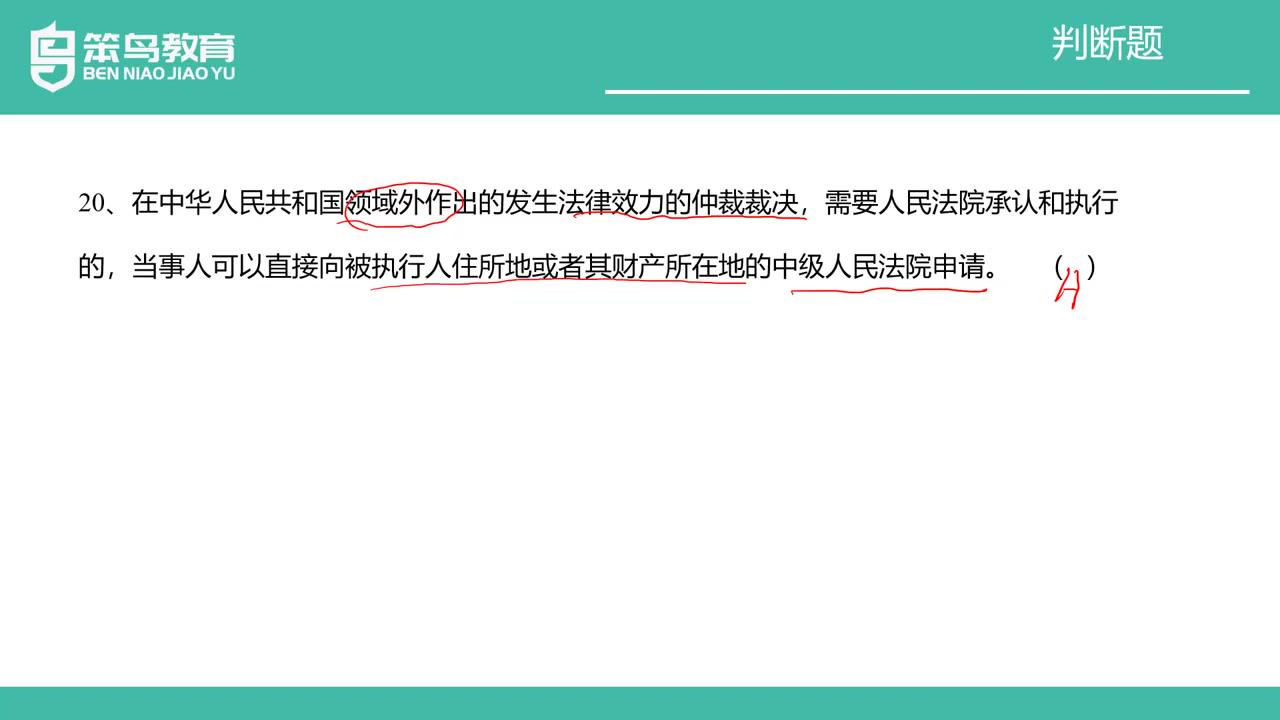 笨鸟教育
BEN NIAO JIAO YU
判断题
20、在中华人民共和国领域外作出的发生法律效力的仲裁裁决，需要人民法院承认和执行
的，当事人可以直接向被执行人住所地或者其财产所在地的中级人民法院申请。 （A）